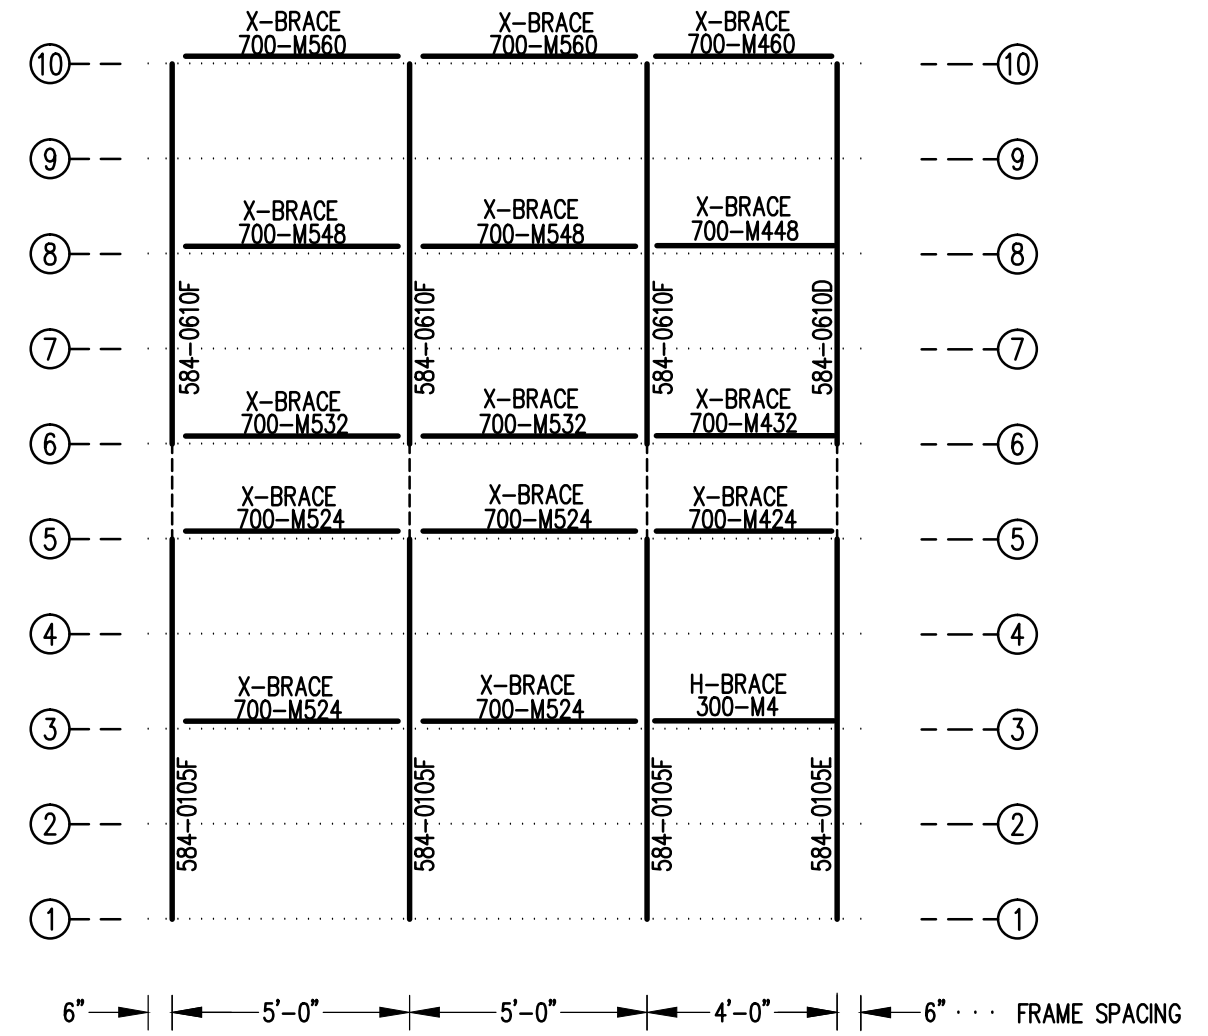 X-BRACE X-BRACE X-BRACE
700-M560 700-M560 700-M460
10 10
9 9
X-BRACE X-BRACE X-BRACE
700-M548 700-M548 700-M448
8 8
584-0610F 584-0610F 584-0610F 584-0610D
7 7
X-BRACE X-BRACE X-BRACE
700-M532 700-M532 700-M432
6 6
X-BRACE X-BRACE X-BRACE
700-M524 700-M524 700-M424
5 5
4 4
X-BRACE X-BRACE H-BRACE
700-M524 700-M524 300-M4
3 3
584-0105F 584-0105F 584-0105F 584-0105E
2 2
1 1
6" 5'-0" 5'-0" 4'-0" 6" ... FRAME SPACING